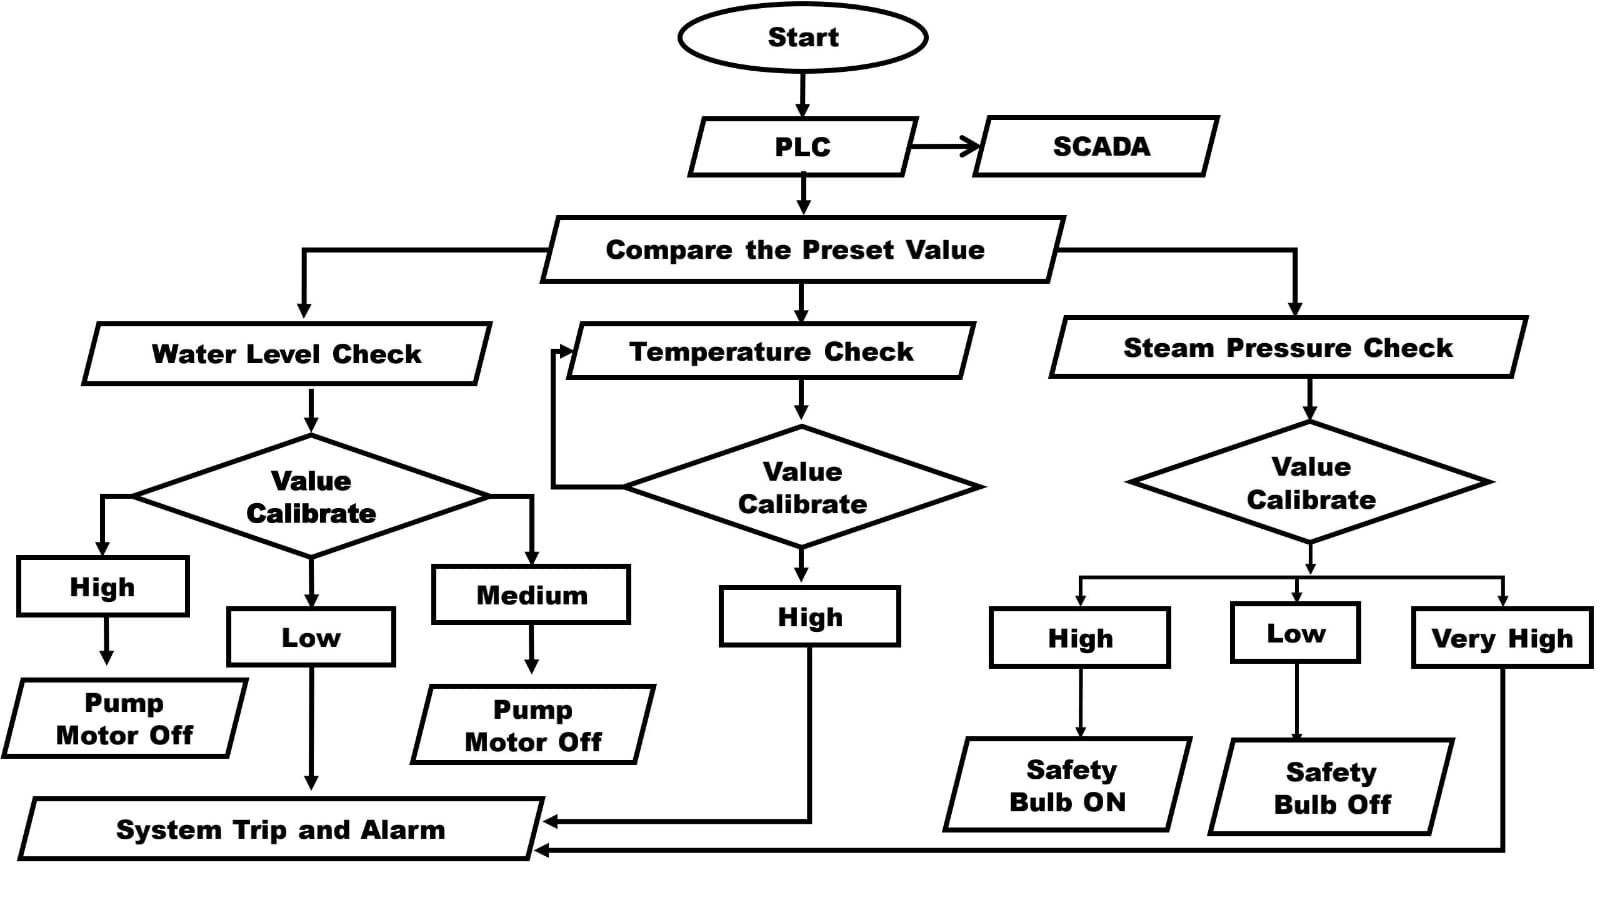 Start
PLC
SCADA
Compare the Preset Value
Water Level Check
Temperature Check
Steam Pressure Check
Value
Calibrate
Value
Calibrate
Value
Calibrate
High
Low
Medium
High
High
Low
Very High
Pump
Motor Off
Pump
Motor Off
Safety
Bulb ON
Safety
Bulb Off
System Trip and Alarm